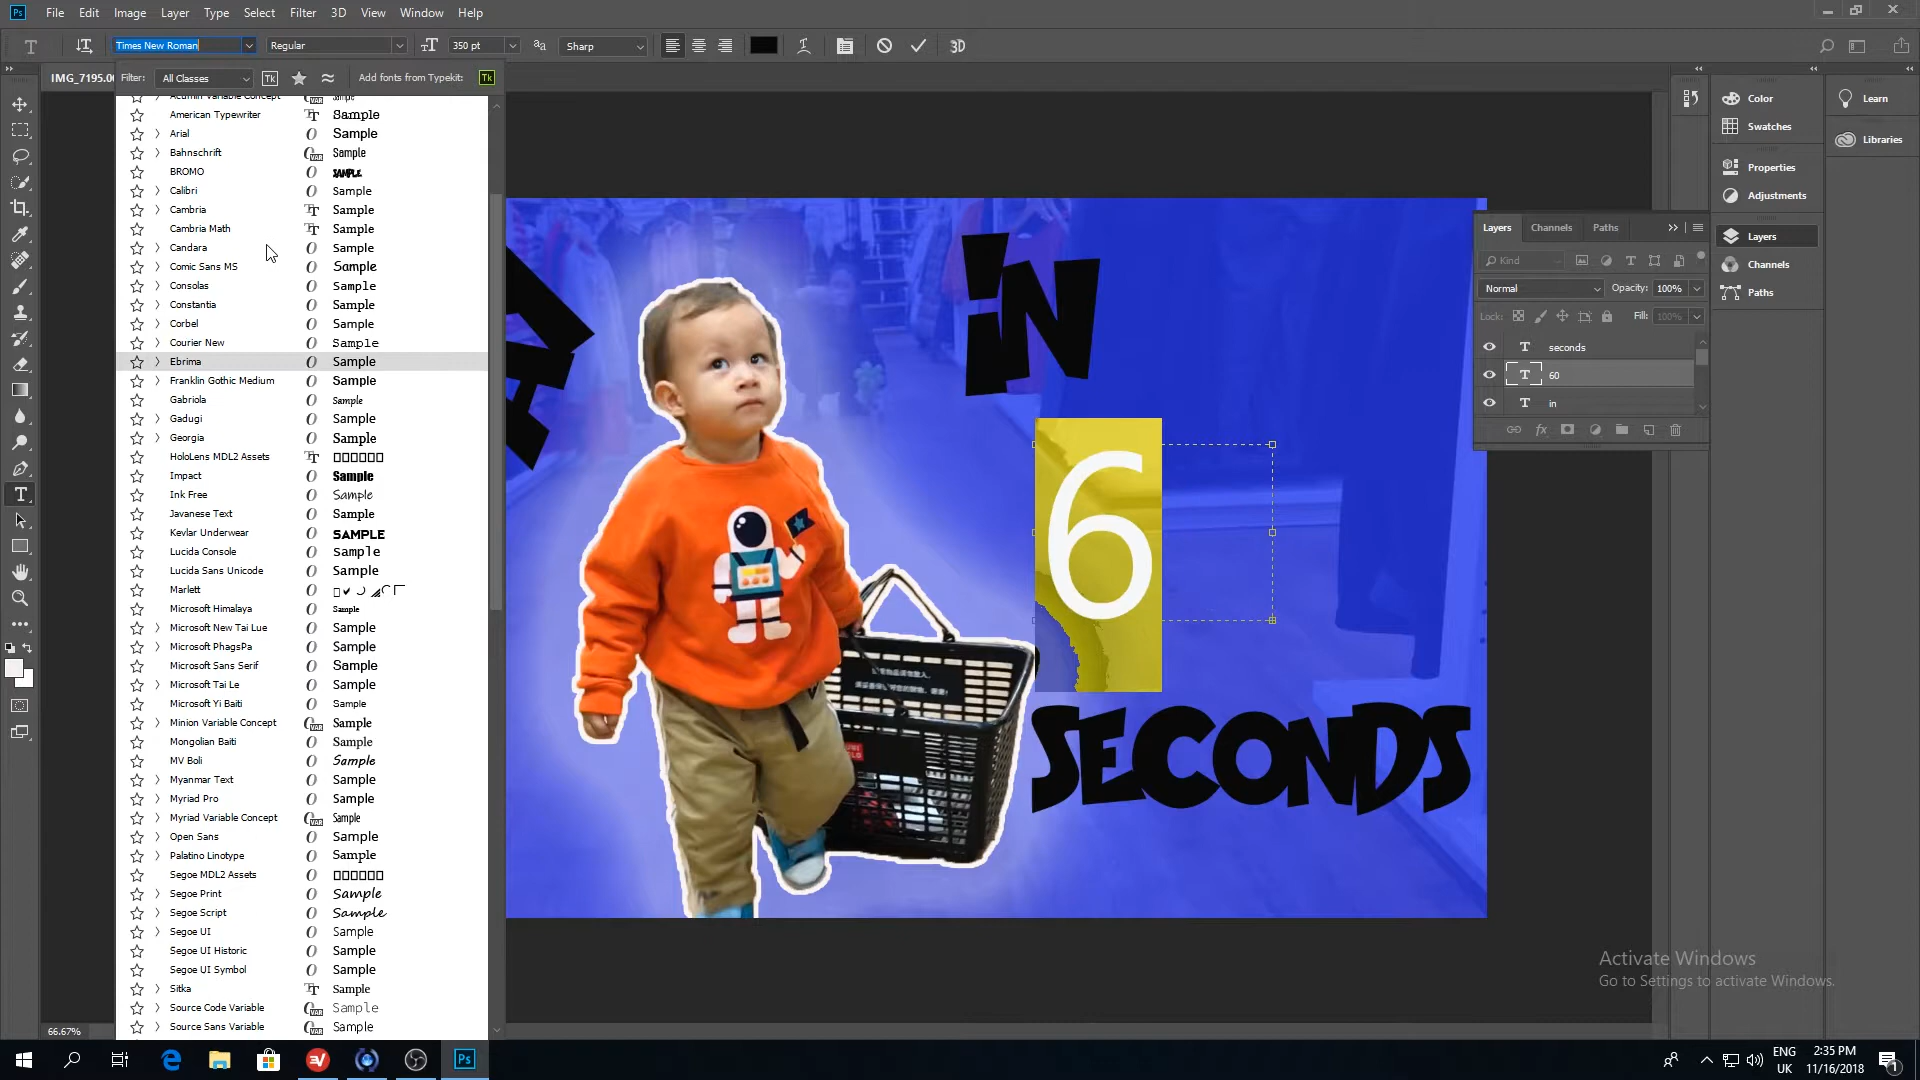 Ps File Edit Image Layer Type Select Filter 3D View Window Help
Times New Roman Regular 350 pt aa Sharp 3D
IMG_7195.
Filter: All Classes Tk Add fonts from Typekit: Tk
Acumin Variable Concept Sample
American Typewriter Sample
Arial Sample
Bahnschrift Sample
BROMO SAMPLE
Calibri Sample
Cambria Sample
Cambria Math Sample
Candara Sample
Comic Sans MS Sample
Consolas Sample
Constantia Sample
Corbel Sample
Courier New Sample
Ebrima Sample
Franklin Gothic Medium Sample
Gabriola Sample
Gadugi Sample
Georgia Sample
HoloLens MDL2 Assets
Impact Sample
Ink Free Sample
Javanese Text Sample
Kevlar Underwear SAMPLE
Lucida Console Sample
Lucida Sans Unicode Sample
Marlett
Microsoft Himalaya Sample
Microsoft New Tai Lue Sample
Microsoft PhagsPa Sample
Microsoft Sans Serif Sample
Microsoft Tai Le Sample
Microsoft Yi Baiti Sample
Minion Variable Concept Sample
Mongolian Baiti Sample
MV Boli Sample
Myanmar Text Sample
Myriad Pro Sample
Myriad Variable Concept Sample
Open Sans Sample
Palatino Linotype Sample
Segoe MDL2 Assets
Segoe Print Sample
Segoe Script Sample
Segoe UI Sample
Segoe UI Historic Sample
Segoe UI Symbol Sample
Sitka Sample
Source Code Variable Sample
Source Sans Variable Sample
IN
6
SECONDS
Layers Channels Paths
Kind
Normal Opacity: 100%
Lock: Fill: 100%
T seconds
T 60
T in
fx
Color
Swatches
Properties
Adjustments
Layers
Channels
Paths
Learn
Libraries
Activate Windows
Go to Settings to activate Windows.
66.67%
Ps
ENG
UK
2:35 PM
11/16/2018
1